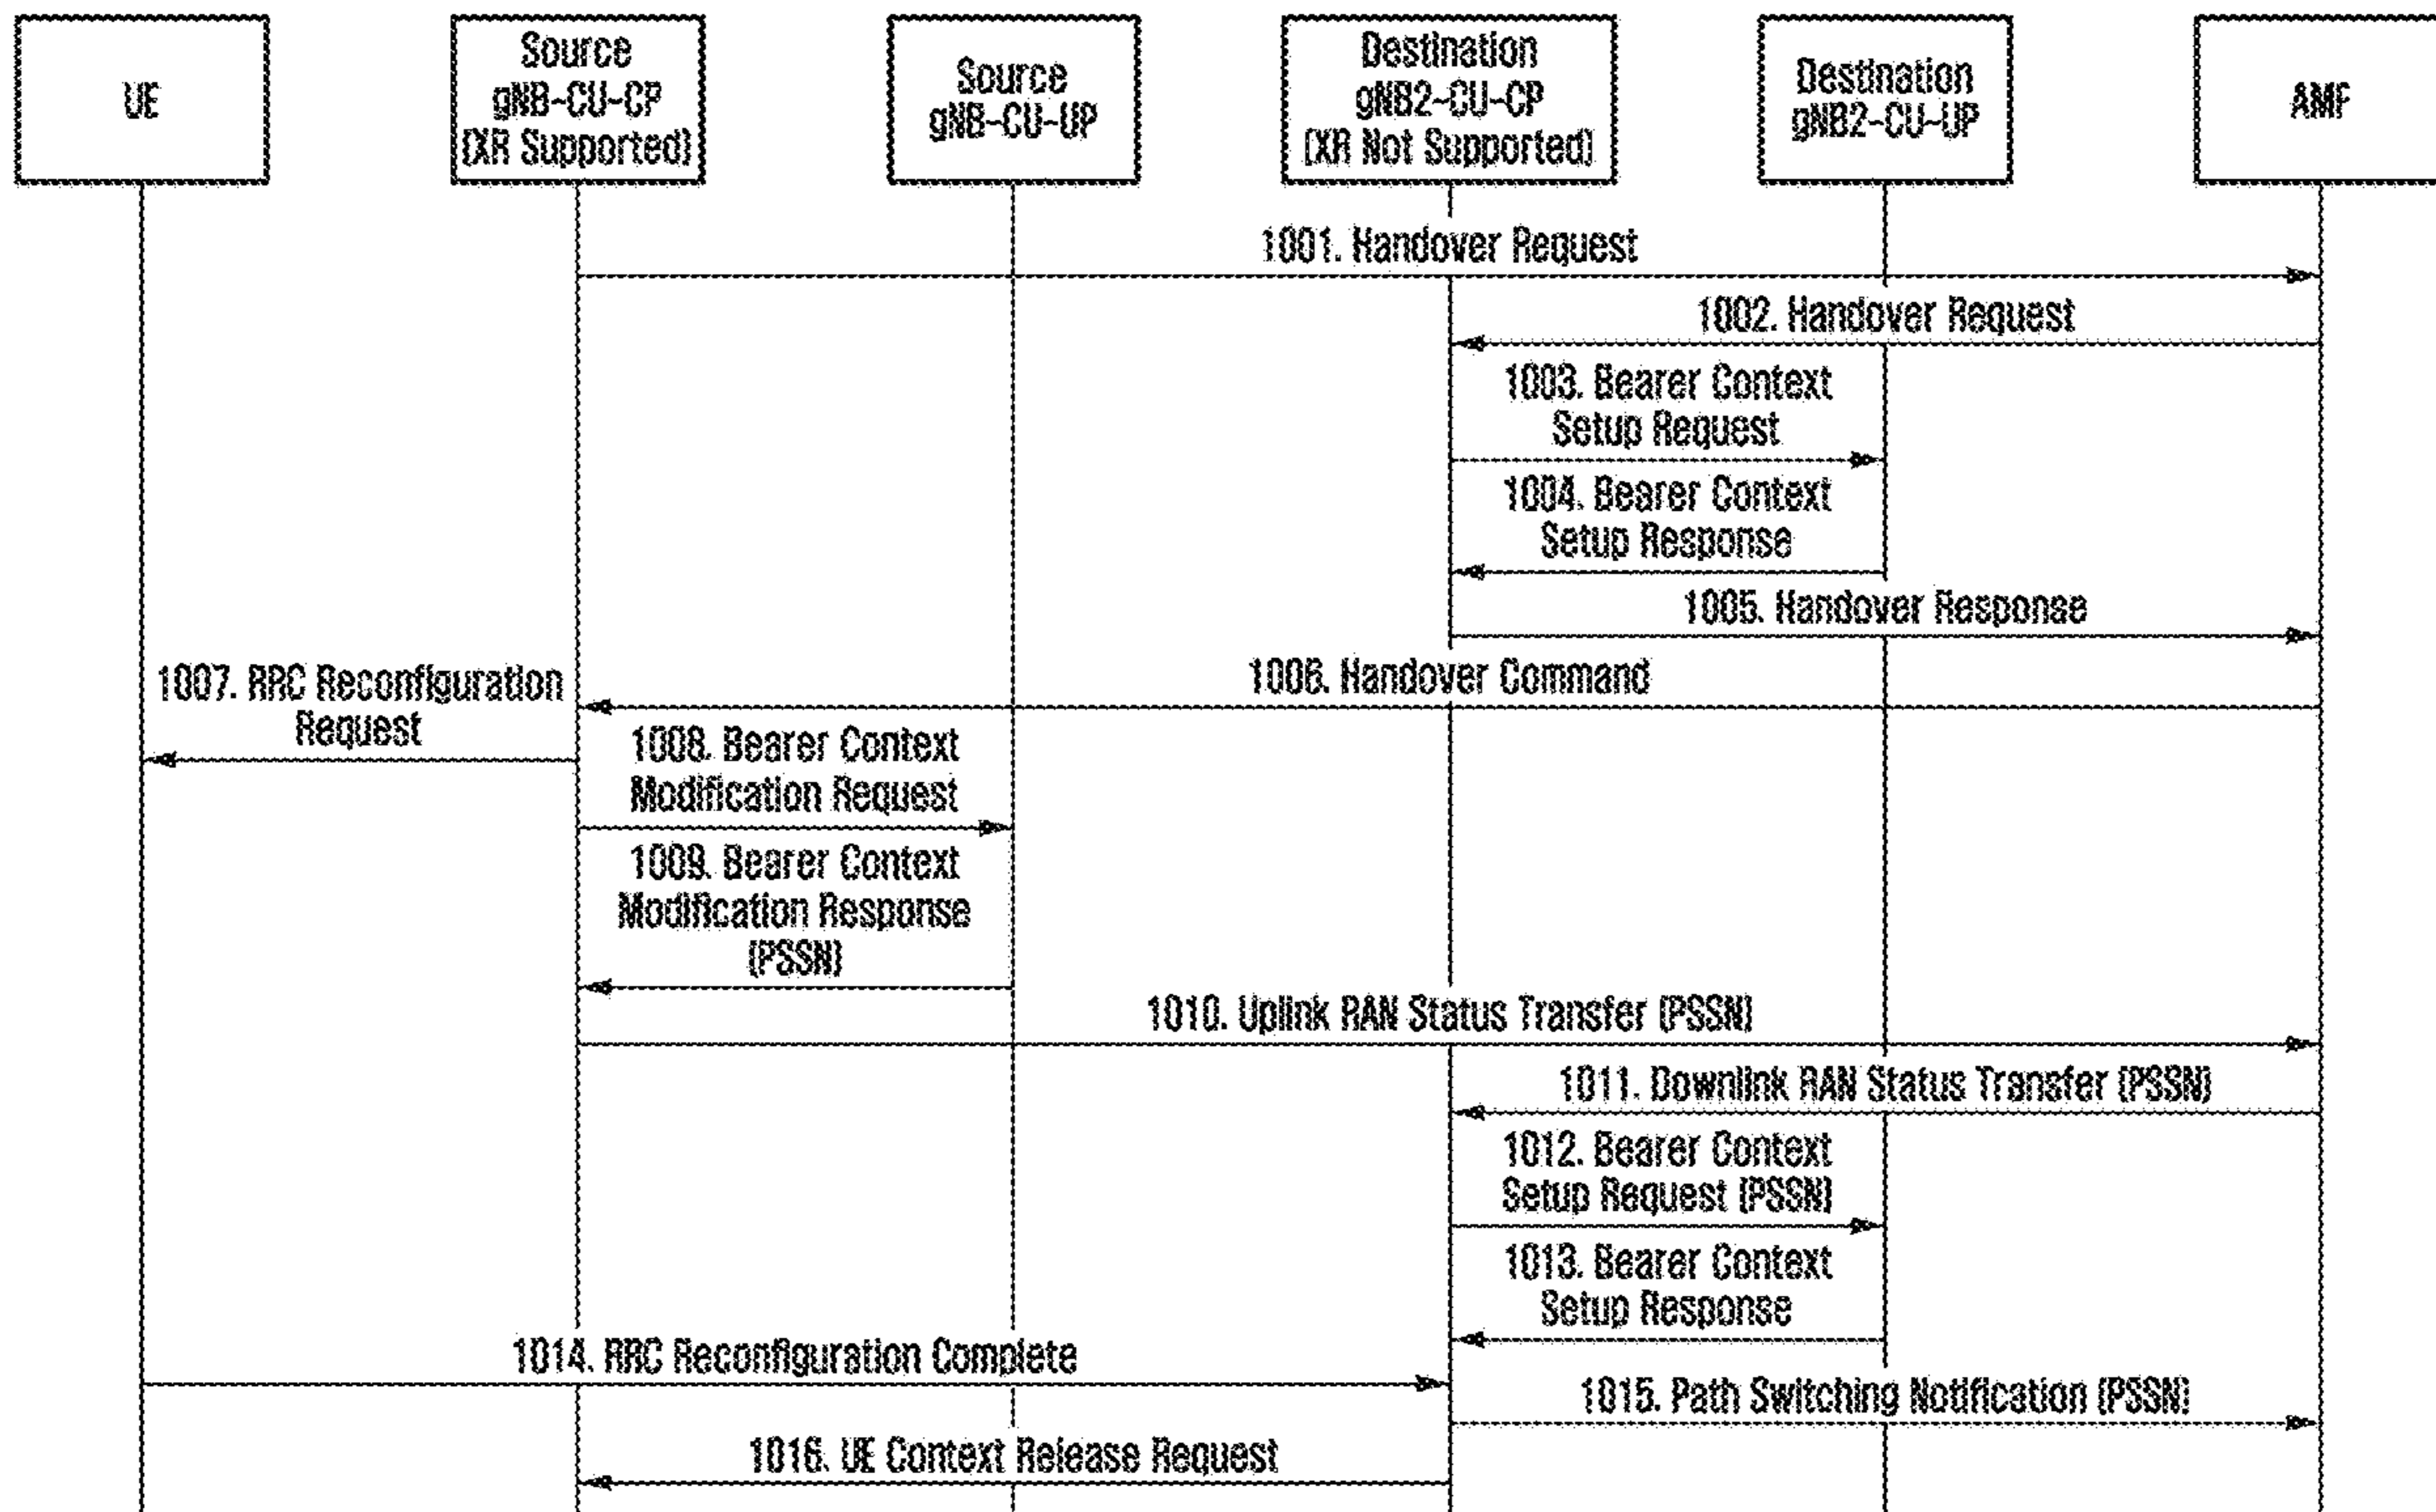 UE
Source
gNB-CU-CP
(XR Supported)
Source
gNB-CU-UP
Destination
gNB2-CU-CP
(XR Not Supported)
Destination
gNB2-CU-UP
AMF
1001. Handover Request
1002. Handover Request
1003. Bearer Context
Setup Request
1004. Bearer Context
Setup Response
1005. Handover Response
1006. Handover Command
1007. RRC Reconfiguration
Request
1008. Bearer Context
Modification Request
1009. Bearer Context
Modification Response
(PSSN)
1010. Uplink RAN Status Transfer (PSSN)
1011. Downlink RAN Status Transfer (PSSN)
1012. Bearer Context
Setup Request (PSSN)
1013. Bearer Context
Setup Response
1014. RRC Reconfiguration Complete
1015. Path Switching Notification (PSSN)
1016. UE Context Release Request